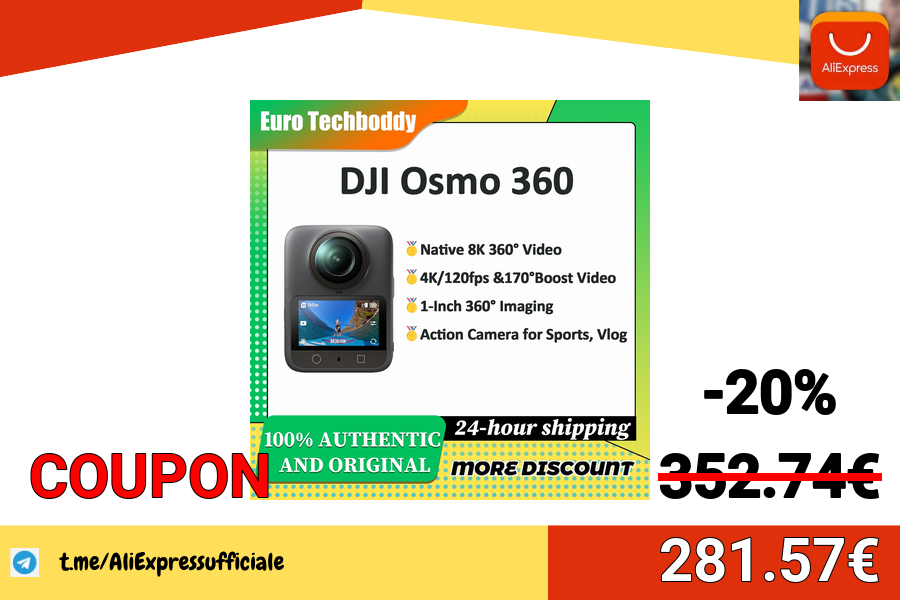 AliExpress
Euro Techboddy
DJI Osmo 360
Native 8K 360° Video
4K/120fps &170°Boost Video
1-Inch 360° Imaging
Action Camera for Sports, Vlog
100% AUTHENTIC
AND ORIGINAL
24-hour shipping
MORE DISCOUNT
-20%
COUPON
352.74€
t.me/AliExpressufficiale
281.57€